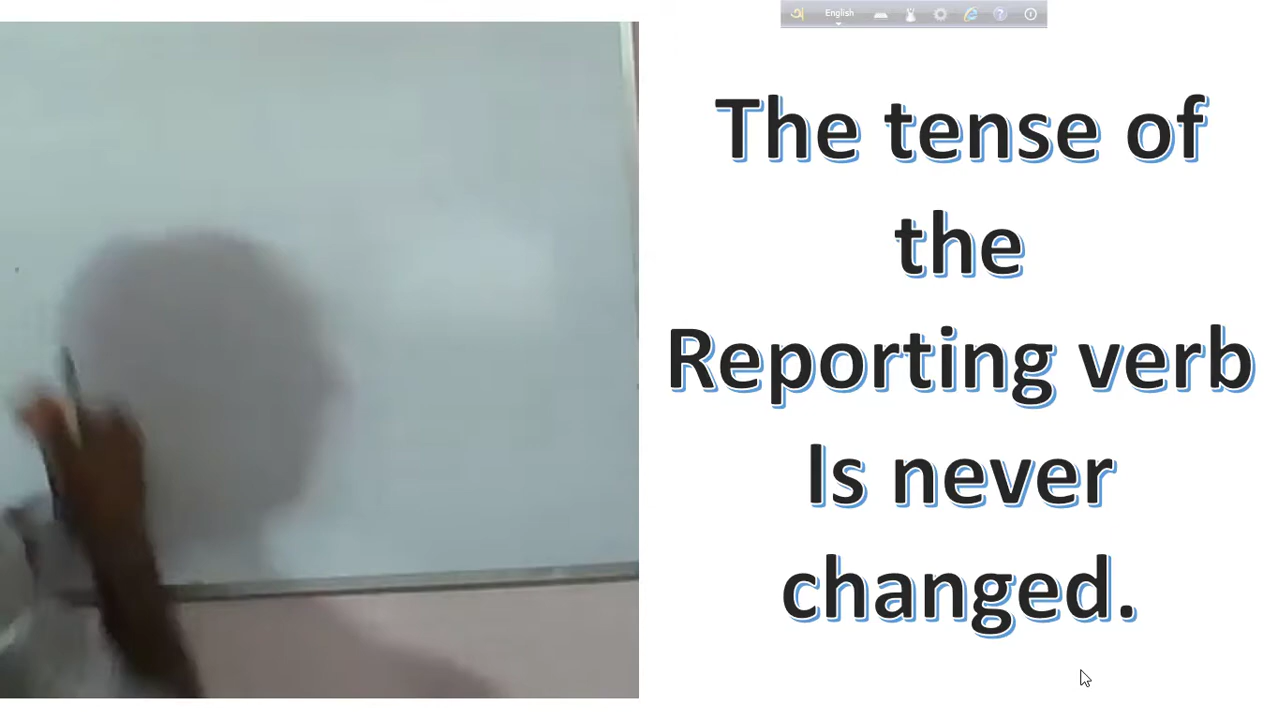 অ English
The tense of
the
Reporting verb
Is never
changed.